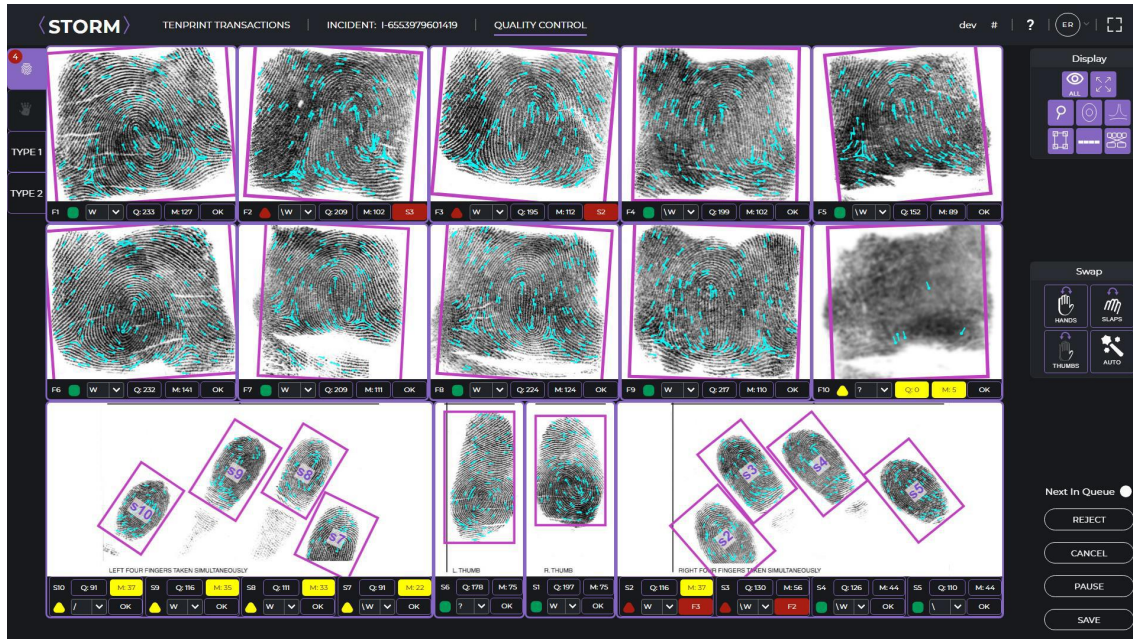 ⟨STORM⟩ TENPRINT TRANSACTIONS | INCIDENT: I-6553979601419 | QUALITY CONTROL dev # | ? | ER
4
TYPE 1
TYPE 2
F1 W Q: 233 M: 127 OK
F2 \W Q: 209 M: 102 S3
F3 W Q: 195 M: 112 S2
F4 \W Q: 199 M: 102 OK
F5 \W Q: 152 M: 89 OK
F6 W Q: 232 M: 141 OK
F7 W Q: 209 M: 111 OK
F8 W Q: 224 M: 124 OK
F9 W Q: 217 M: 110 OK
F10 ? Q: 0 M: 5 OK
s10 s9 s8 s7
LEFT FOUR FINGERS TAKEN SIMULTANEOUSLY
L. THUMB
R. THUMB
s2 s3 s4 s5
RIGHT FOUR FINGERS TAKEN SIMULTANEOUSLY
S10 Q: 91 M: 37 S9 Q: 116 M: 35 S8 Q: 111 M: 33 S7 Q: 91 M: 22 S6 Q: 178 M: 75 S1 Q: 197 M: 75 S2 Q: 116 M: 37 S3 Q: 130 M: 56 S4 Q: 126 M: 44 S5 Q: 110 M: 44
/ OK W OK W OK \W OK ? OK W OK W F3 \W F2 \W OK \ OK
Display
ALL
Swap
HANDS SLAPS
THUMBS AUTO
Next In Queue
REJECT
CANCEL
PAUSE
SAVE